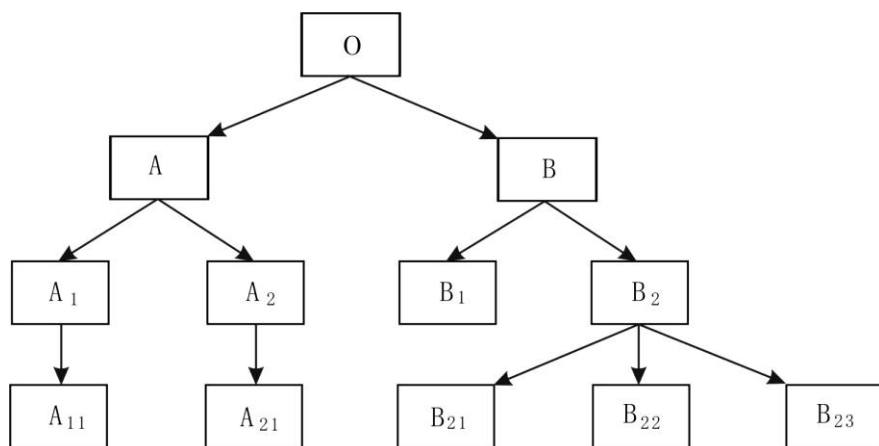 O
A B
A₁ A₂ B₁ B₂
A₁₁ A₂₁ B₂₁ B₂₂ B₂₃